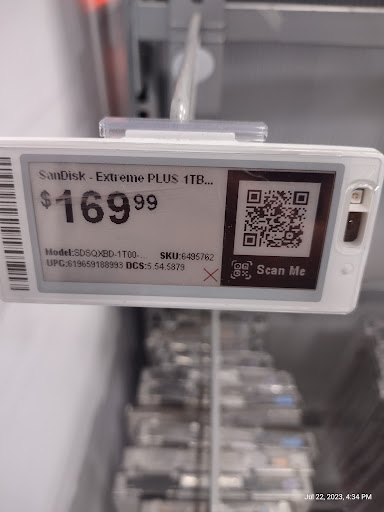 SanDisk - Extreme PLUS 1TB...
$169 99
Model:SDSQXBD-1T00-... SKU:6495762
UPC:619659188993 DCS:5.54.5879
Scan Me
Jul 22, 2023, 4:34 PM